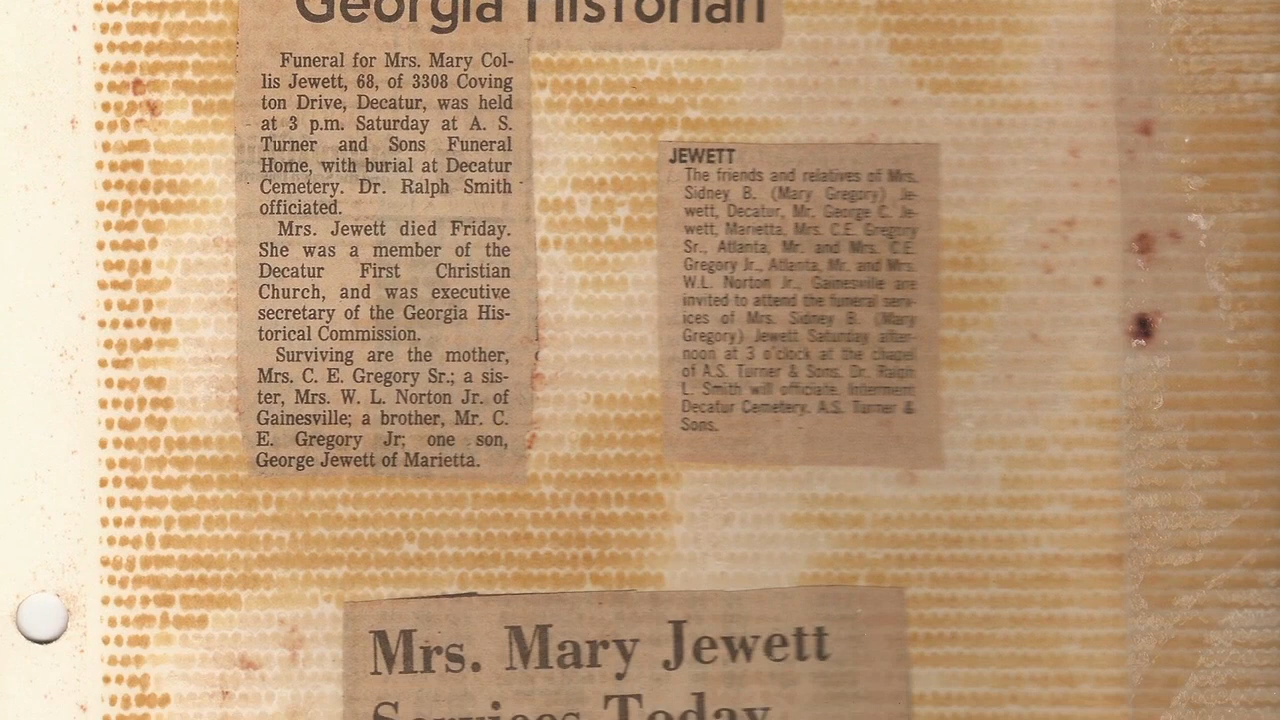 Georgia Historian
Funeral for Mrs. Mary Col-
lis Jewett, 68, of 3308 Coving
ton Drive, Decatur, was held
at 3 p.m. Saturday at A. S.
Turner and Sons Funeral
Home, with burial at Decatur
Cemetery. Dr. Ralph Smith
officiated.
Mrs. Jewett died Friday.
She was a member of the
Decatur First Christian
Church, and was executive
secretary of the Georgia His-
torical Commission.
Surviving are the mother,
Mrs. C. E. Gregory Sr.; a sis-
ter, Mrs. W. L. Norton Jr. of
Gainesville; a brother, Mr. C.
E. Gregory Jr; one son,
George Jewett of Marietta.
JEWETT
The friends and relatives of Mrs.
Sidney B. (Mary Gregory) Je-
wett, Decatur, Mr. George C. Je-
wett, Marietta, Mrs. C.E. Gregory
Sr., Atlanta, Mr. and Mrs. C.E.
Gregory Jr., Atlanta, Mr. and Mrs.
W.L. Norton Jr., Gainesville are
invited to attend the funeral serv-
ices of Mrs. Sidney B. (Mary
Gregory) Jewett Saturday after-
noon at 3 o'clock at the chapel
of A.S. Turner & Sons. Dr. Ralph
L. Smith will officiate. Interment
Decatur Cemetery. A.S. Turner &
Sons.
Mrs. Mary Jewett
Services Today